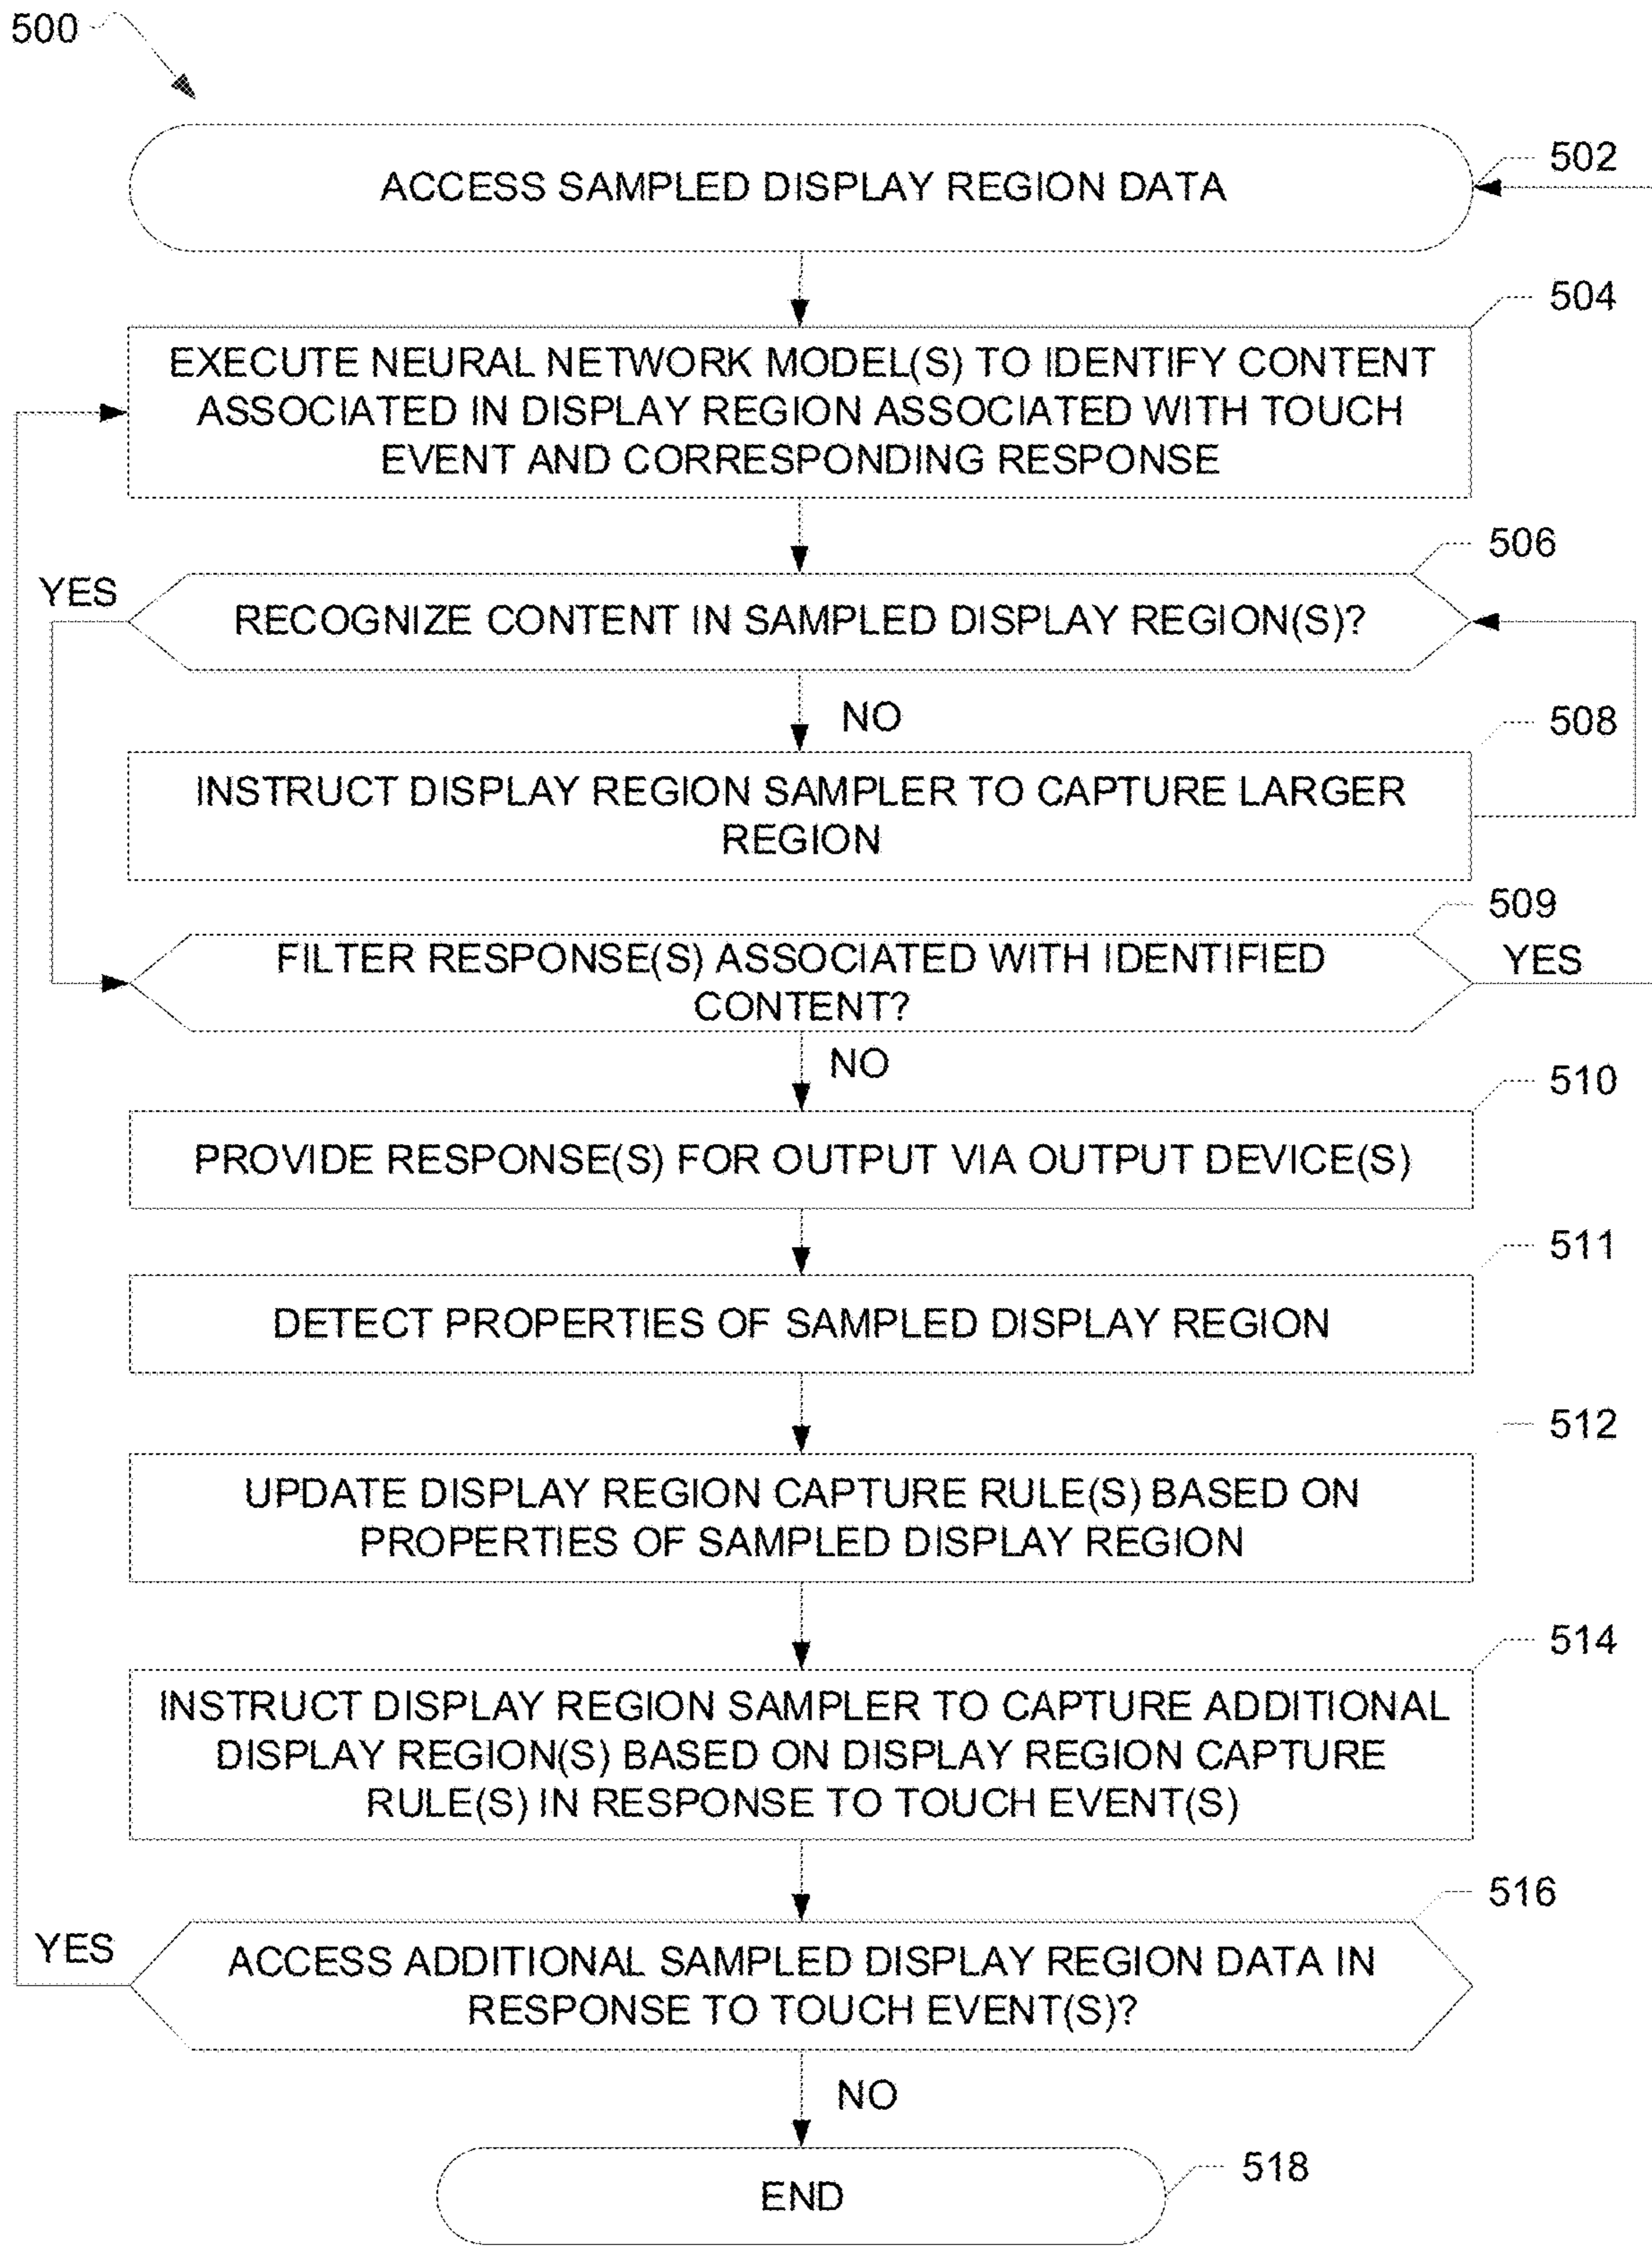 500
ACCESS SAMPLED DISPLAY REGION DATA
502
504
EXECUTE NEURAL NETWORK MODEL(S) TO IDENTIFY CONTENT
ASSOCIATED IN DISPLAY REGION ASSOCIATED WITH TOUCH
EVENT AND CORRESPONDING RESPONSE
506
YES
RECOGNIZE CONTENT IN SAMPLED DISPLAY REGION(S)?
NO
508
INSTRUCT DISPLAY REGION SAMPLER TO CAPTURE LARGER
REGION
509
FILTER RESPONSE(S) ASSOCIATED WITH IDENTIFIED
CONTENT?
YES
NO
510
PROVIDE RESPONSE(S) FOR OUTPUT VIA OUTPUT DEVICE(S)
511
DETECT PROPERTIES OF SAMPLED DISPLAY REGION
512
UPDATE DISPLAY REGION CAPTURE RULE(S) BASED ON
PROPERTIES OF SAMPLED DISPLAY REGION
514
INSTRUCT DISPLAY REGION SAMPLER TO CAPTURE ADDITIONAL
DISPLAY REGION(S) BASED ON DISPLAY REGION CAPTURE
RULE(S) IN RESPONSE TO TOUCH EVENT(S)
516
YES
ACCESS ADDITIONAL SAMPLED DISPLAY REGION DATA IN
RESPONSE TO TOUCH EVENT(S)?
NO
518
END